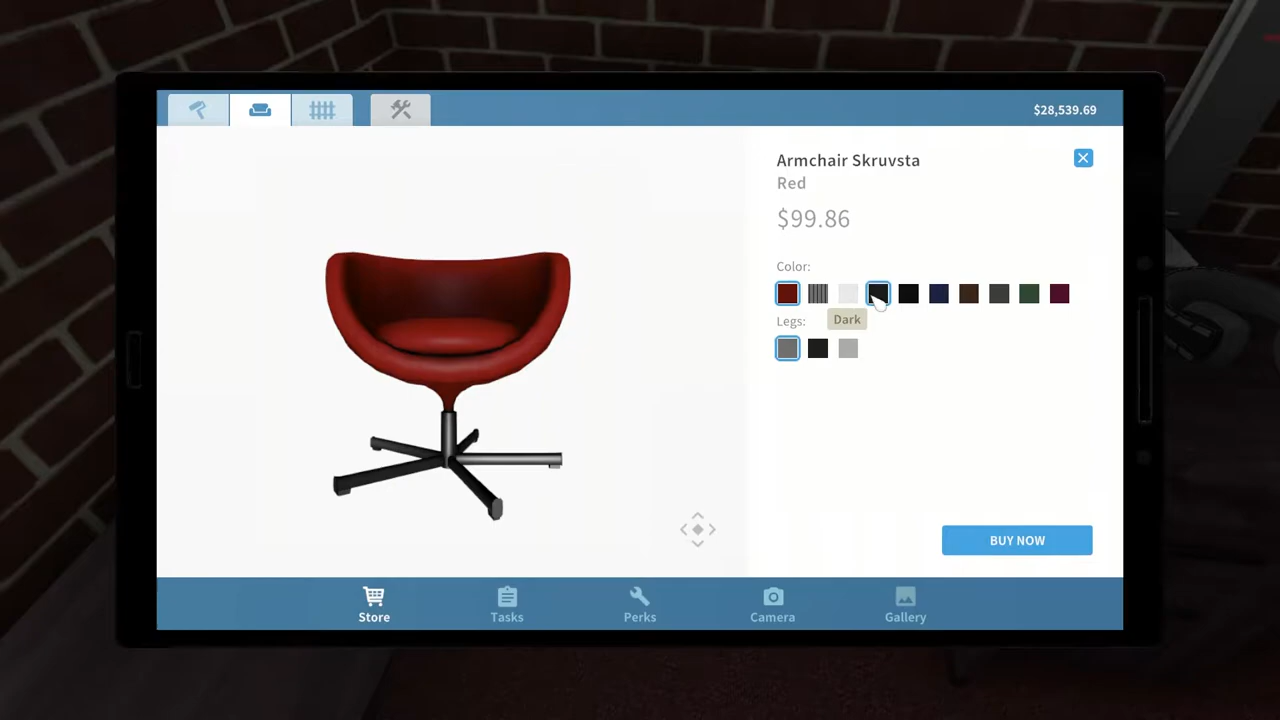 $28,539.69
Armchair Skruvsta
Red
$99.86
Color:
Dark
Legs:
BUY NOW
Store
Tasks
Perks
Camera
Gallery